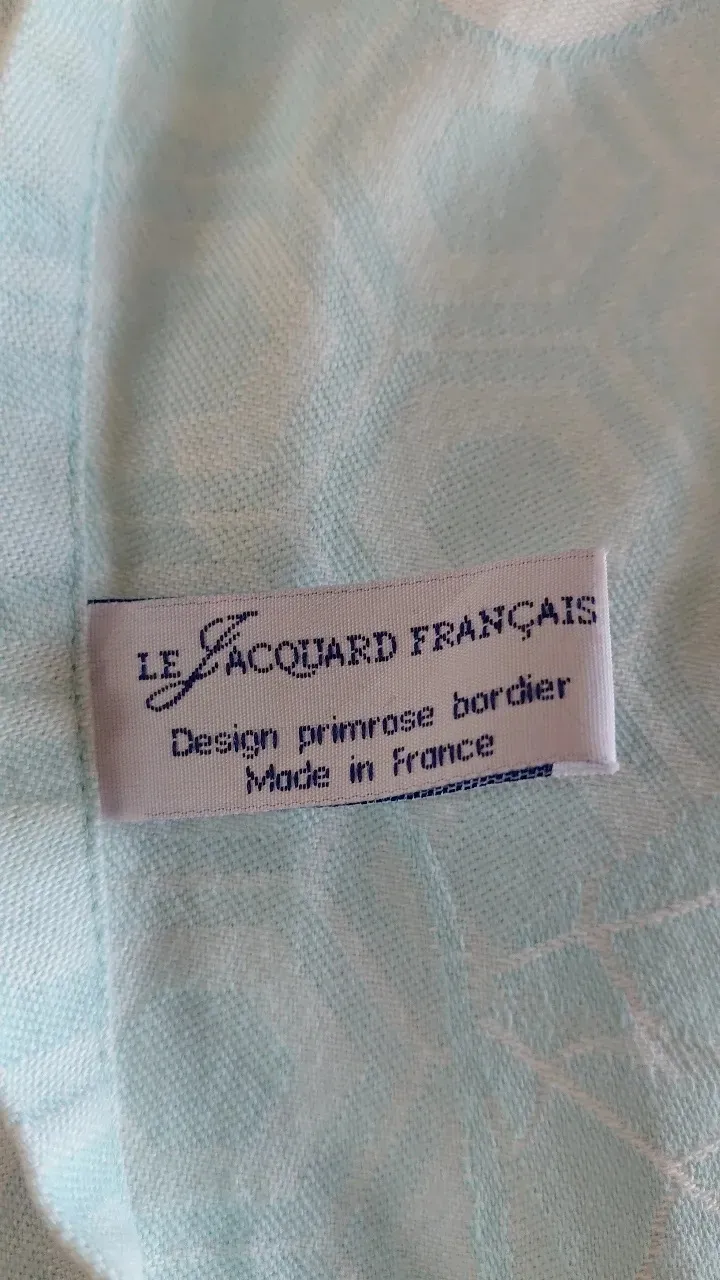 LE JACQUARD FRANÇAIS
Design primrose bordier
Made in France